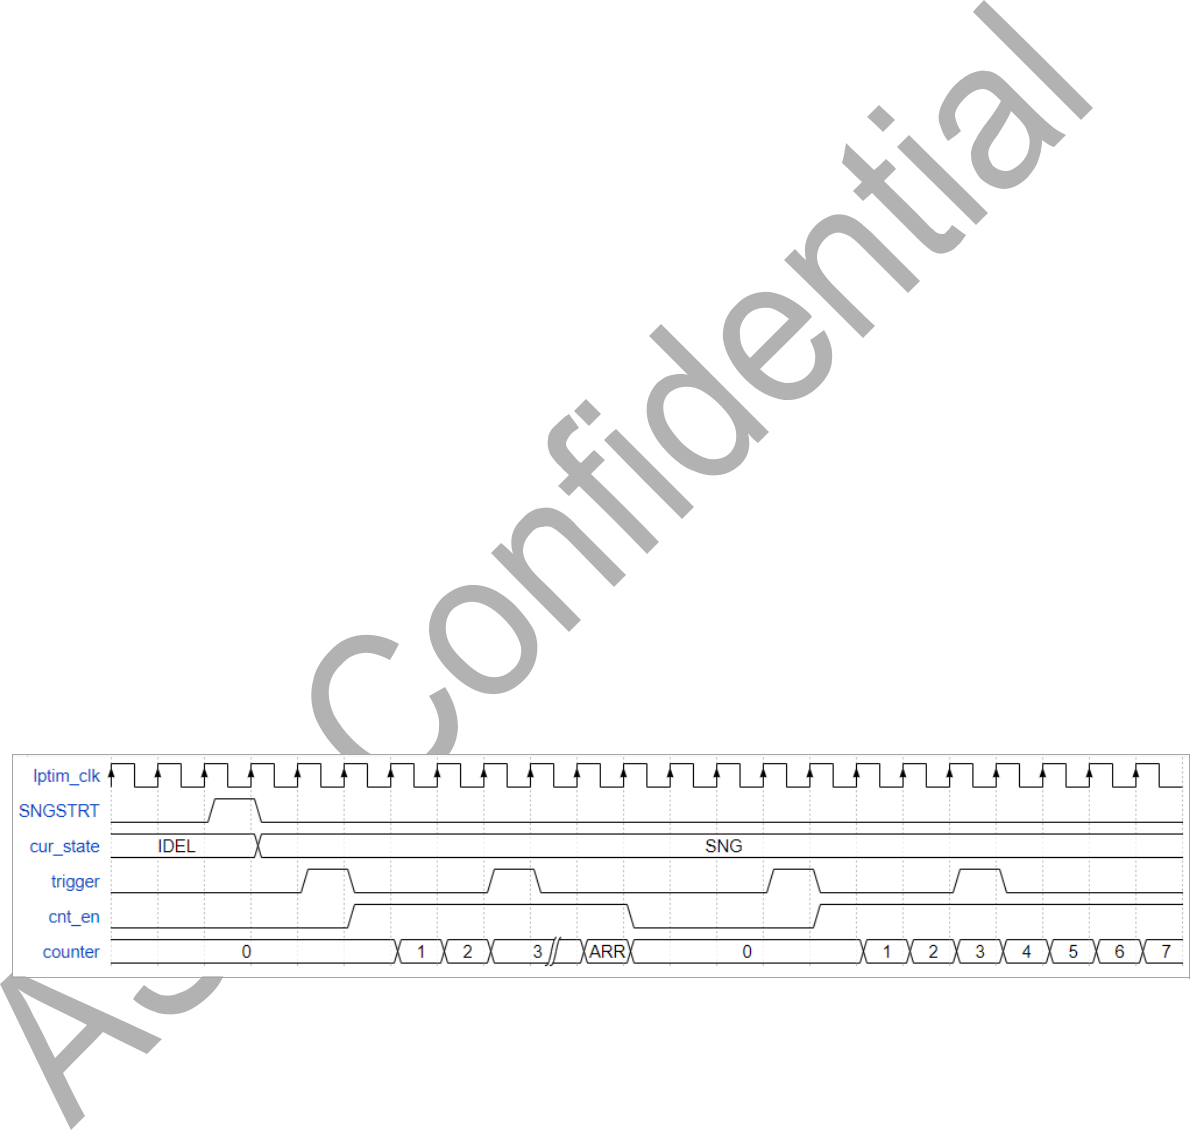 lptim_clk
SNGSTRT
cur_state IDEL SNG
trigger
cnt_en
counter 0 1 2 3 ARR 0 1 2 3 4 5 6 7
Confidential